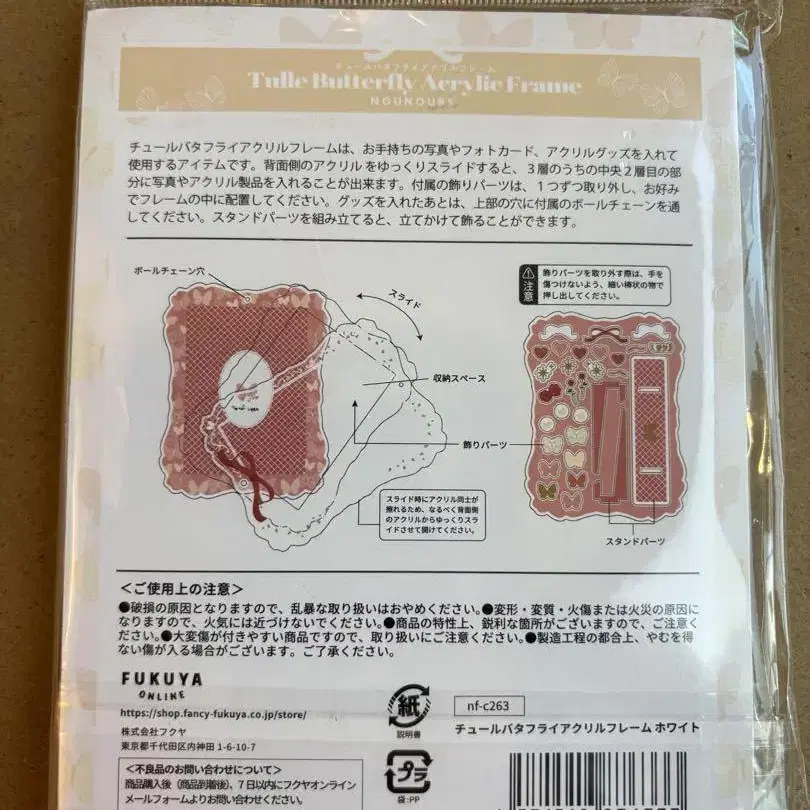 チュールバタフライアクリルフレーム
Tulle Butterfly Acrylic Frame
NOUNOURS
チュールバタフライアクリルフレームは、お手持ちの写真やフォトカード、アクリルグッズを入れて
使用するアイテムです。背面側のアクリルをゆっくりスライドすると、3層のうちの中央2層目の部
分に写真やアクリル製品を入れることが出来ます。付属の飾りパーツは、1つずつ取り外し、お好み
でフレームの中に配置してください。グッズを入れたあとは、上部の穴に付属のボールチェーンを通
してください。スタンドパーツを組み立てると、立てかけて飾ることができます。
ボールチェーン穴
スライド
収納スペース
飾りパーツ
スライド時にアクリル同士が
擦れるため、なるべく背面側
のアクリルからゆっくりスラ
イドさせて開けてください。
注意
飾りパーツを取り外す際は、手を
傷つけないよう、細い棒状の物で
押し出してください。
スタンドパーツ
＜ご使用上の注意＞
●破損の原因となりますので、乱暴な取り扱いはおやめください。●変形・変質・火傷または火災の原因に
なりますので、火気には近づけないでください。●商品の特性上、鋭利な箇所がございますので、ご注意く
ださい。●大変傷が付きやすい商品ですので、取り扱いにご注意ください。●製造工程の都合上、やむを得
ない傷が入る場合がございます。ご了承ください。
FUKUYA
ONLINE
https://shop.fancy-fukuya.co.jp/store/
株式会社フクヤ
東京都千代田区内神田 1-6-10-7
＜不良品のお問い合わせについて＞
商品購入後（商品到着後）、7日以内にフクヤオンライン
メールフォームよりお問い合わせください。
紙
説明書
プラ
袋:PP
nf-c263
チュールバタフライアクリルフレーム ホワイト